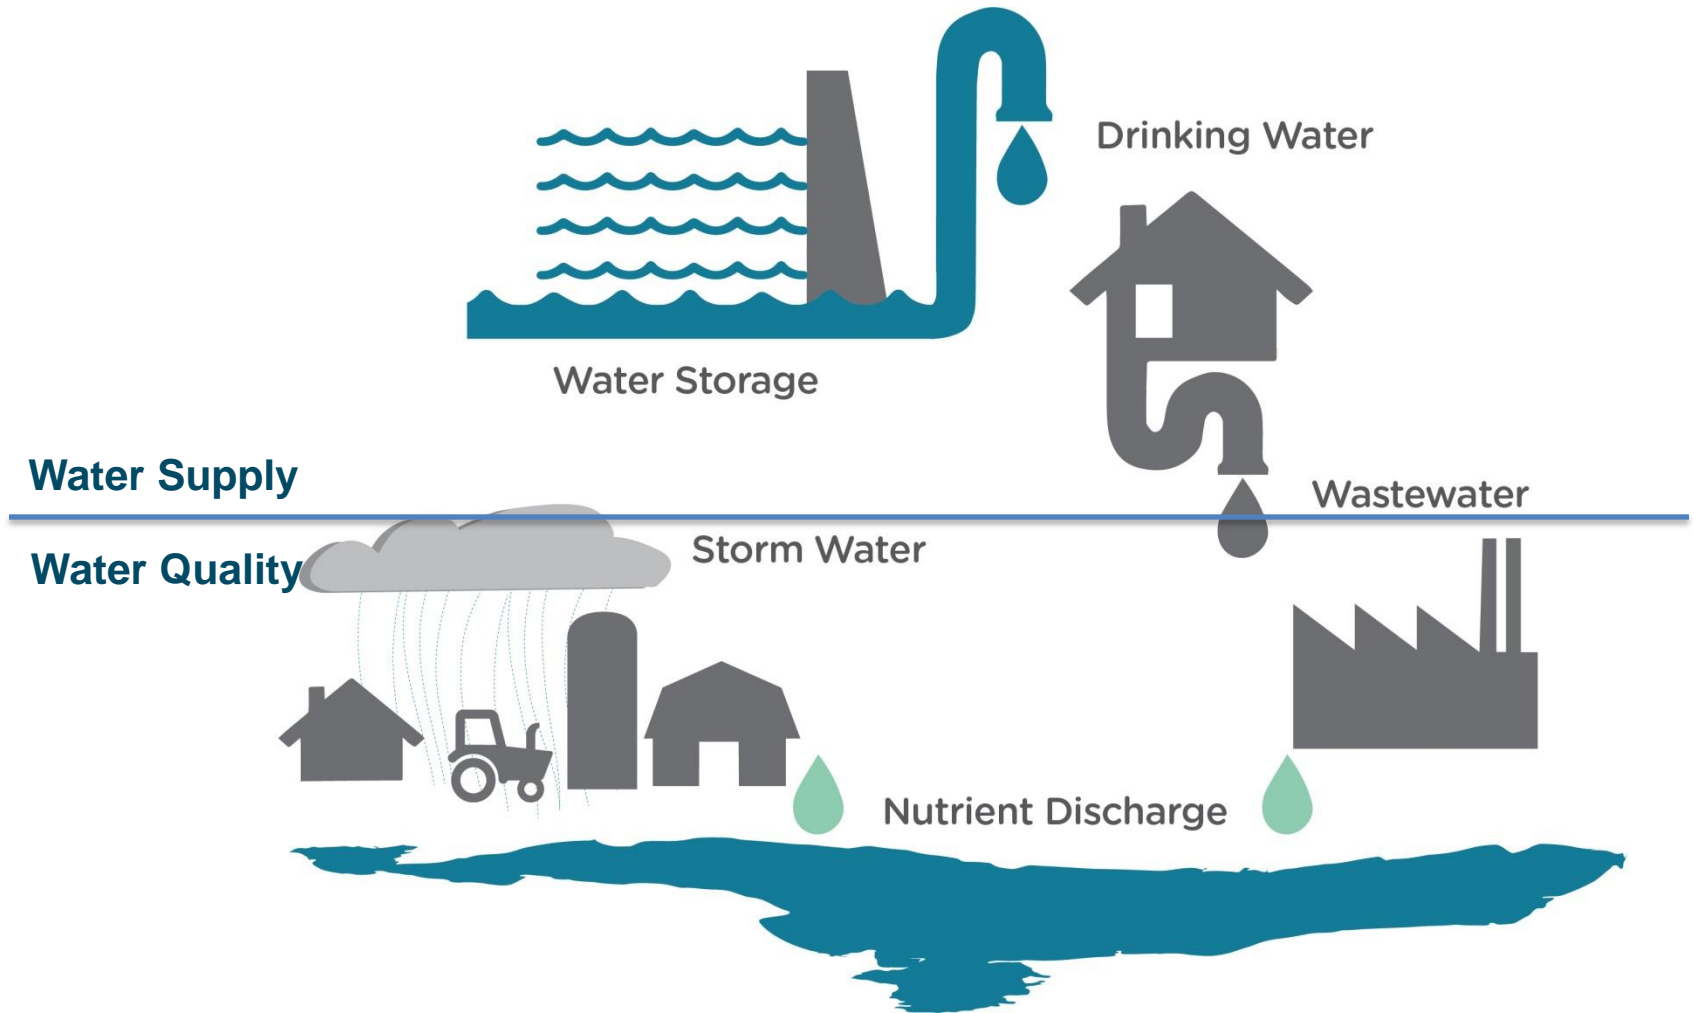 Drinking Water
Water Storage
Water Supply
Wastewater
Storm Water
Water Quality
Nutrient Discharge